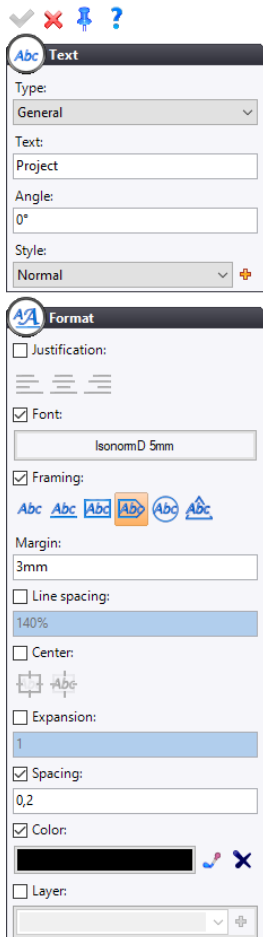 ?
Abc Text
Type:
General
Text:
Project
Angle:
0°
Style:
Normal
AA Format
Justification:
Font:
IsonormD 5mm
Framing:
Abc Abc Abc Abc Abc Abc
Margin:
3mm
Line spacing:
140%
Center:
Abc
Expansion:
1
Spacing:
0,2
Color:
Layer: